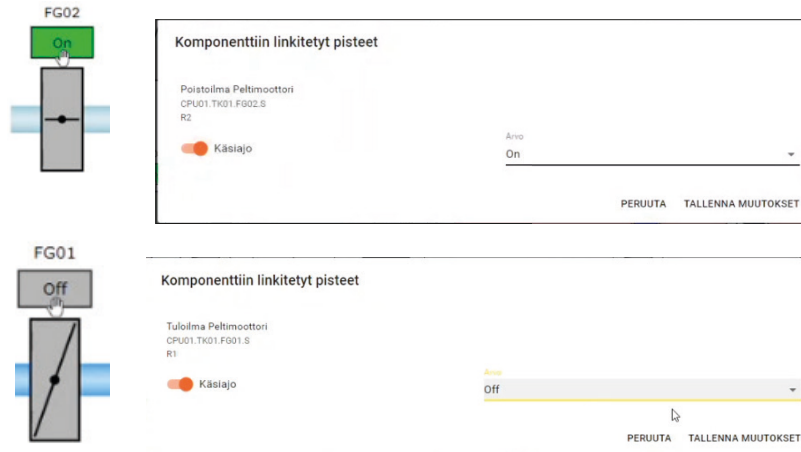 FG02
On
Komponenttiin linkitetyt pisteet
Poistoilma Peltimoottori
CPU01.TK01.FG02.S
R2
Käsiajo
Arvo
On
PERUUTA TALLENNA MUUTOKSET
FG01
Off
Komponenttiin linkitetyt pisteet
Tuloilma Peltimoottori
CPU01.TK01.FG01.S
R1
Käsiajo
Arvo
Off
PERUUTA TALLENNA MUUTOKSET